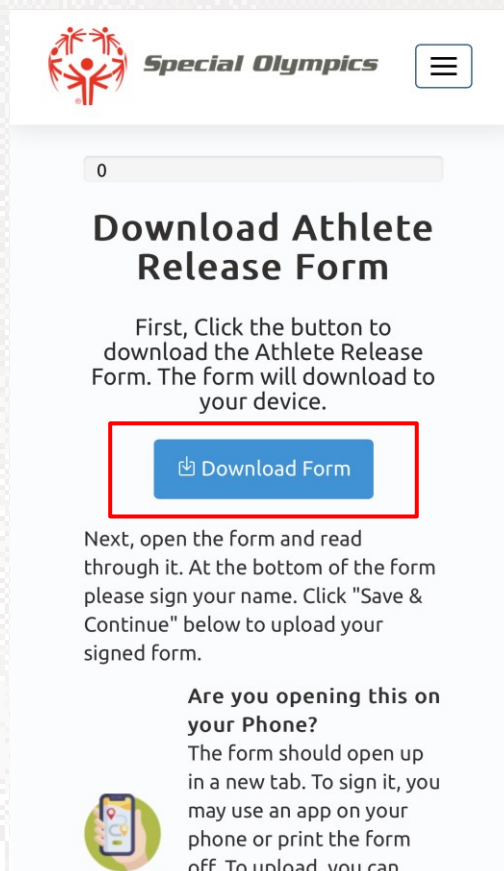 Special Olympics
0
Download Athlete
Release Form
First, Click the button to
download the Athlete Release
Form. The form will download to
your device.
Download Form
Next, open the form and read
through it. At the bottom of the form
please sign your name. Click "Save &
Continue" below to upload your
signed form.
Are you opening this on
your Phone?
The form should open up
in a new tab. To sign it, you
may use an app on your
phone or print the form
off. To upload, you can